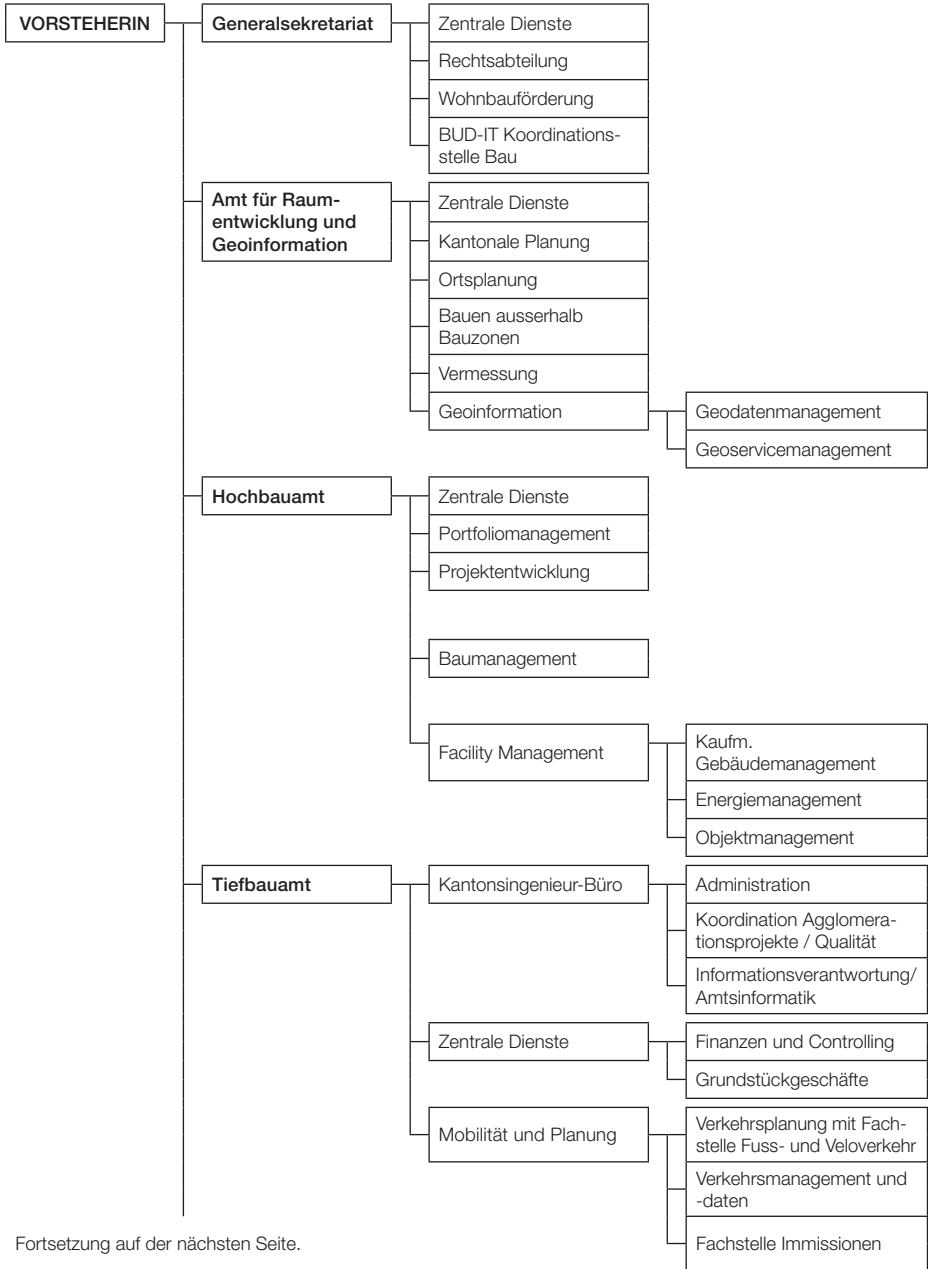 VORSTEHERIN
Generalsekretariat
Zentrale Dienste
Rechtsabteilung
Wohnbauförderung
BUD-IT Koordinations-
stelle Bau
Amt für Raum-
entwicklung und
Geoinformation
Zentrale Dienste
Kantonale Planung
Ortsplanung
Bauen ausserhalb
Bauzonen
Vermessung
Geoinformation
Geodatenmanagement
Geoservicemanagement
Hochbauamt
Zentrale Dienste
Portfoliomanagement
Projektentwicklung
Baumanagement
Facility Management
Kaufm.
Gebäudemanagement
Energiemanagement
Objektmanagement
Tiefbauamt
Kantonsingenieur-Büro
Administration
Koordination Agglomera-
tionsprojekte / Qualität
Informationsverantwortung/
Amtsinformatik
Zentrale Dienste
Finanzen und Controlling
Grundstückgeschäfte
Mobilität und Planung
Verkehrsplanung mit Fach-
stelle Fuss- und Veloverkehr
Verkehrsmanagement und
-daten
Fachstelle Immissionen
Fortsetzung auf der nächsten Seite.